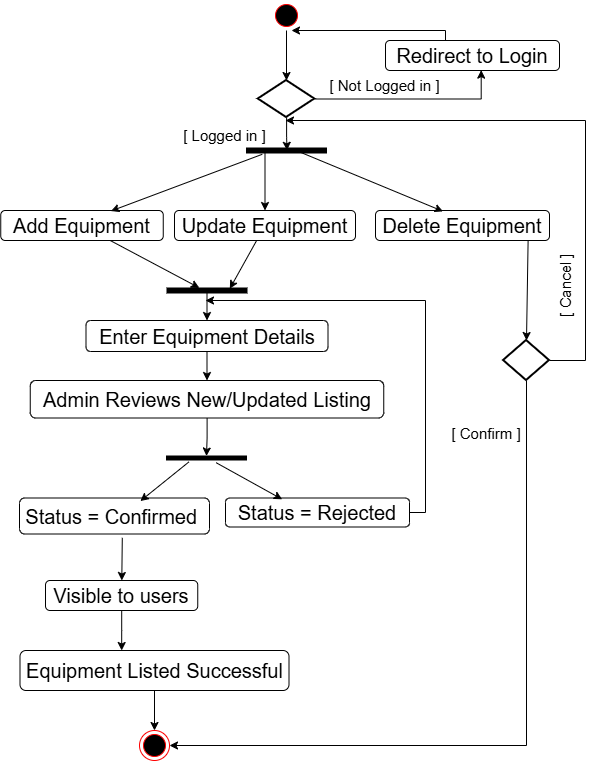 Redirect to Login
[ Not Logged in ]
[ Logged in ]
Add Equipment
Update Equipment
Delete Equipment
[ Cancel ]
Enter Equipment Details
Admin Reviews New/Updated Listing
[ Confirm ]
Status = Confirmed
Status = Rejected
Visible to users
Equipment Listed Successful